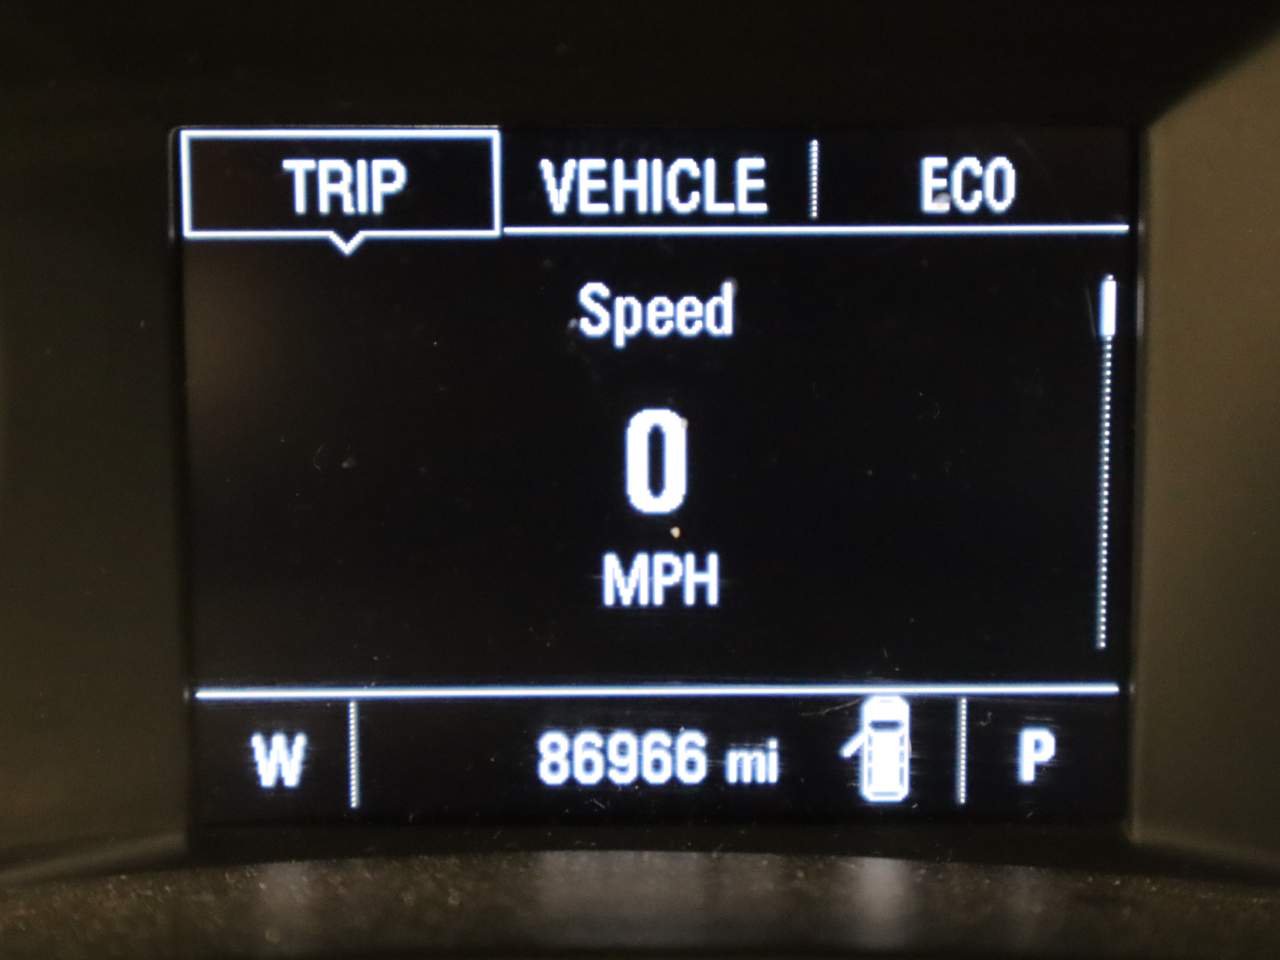 TRIP VEHICLE ECO
Speed
0
MPH
W 86966 mi P